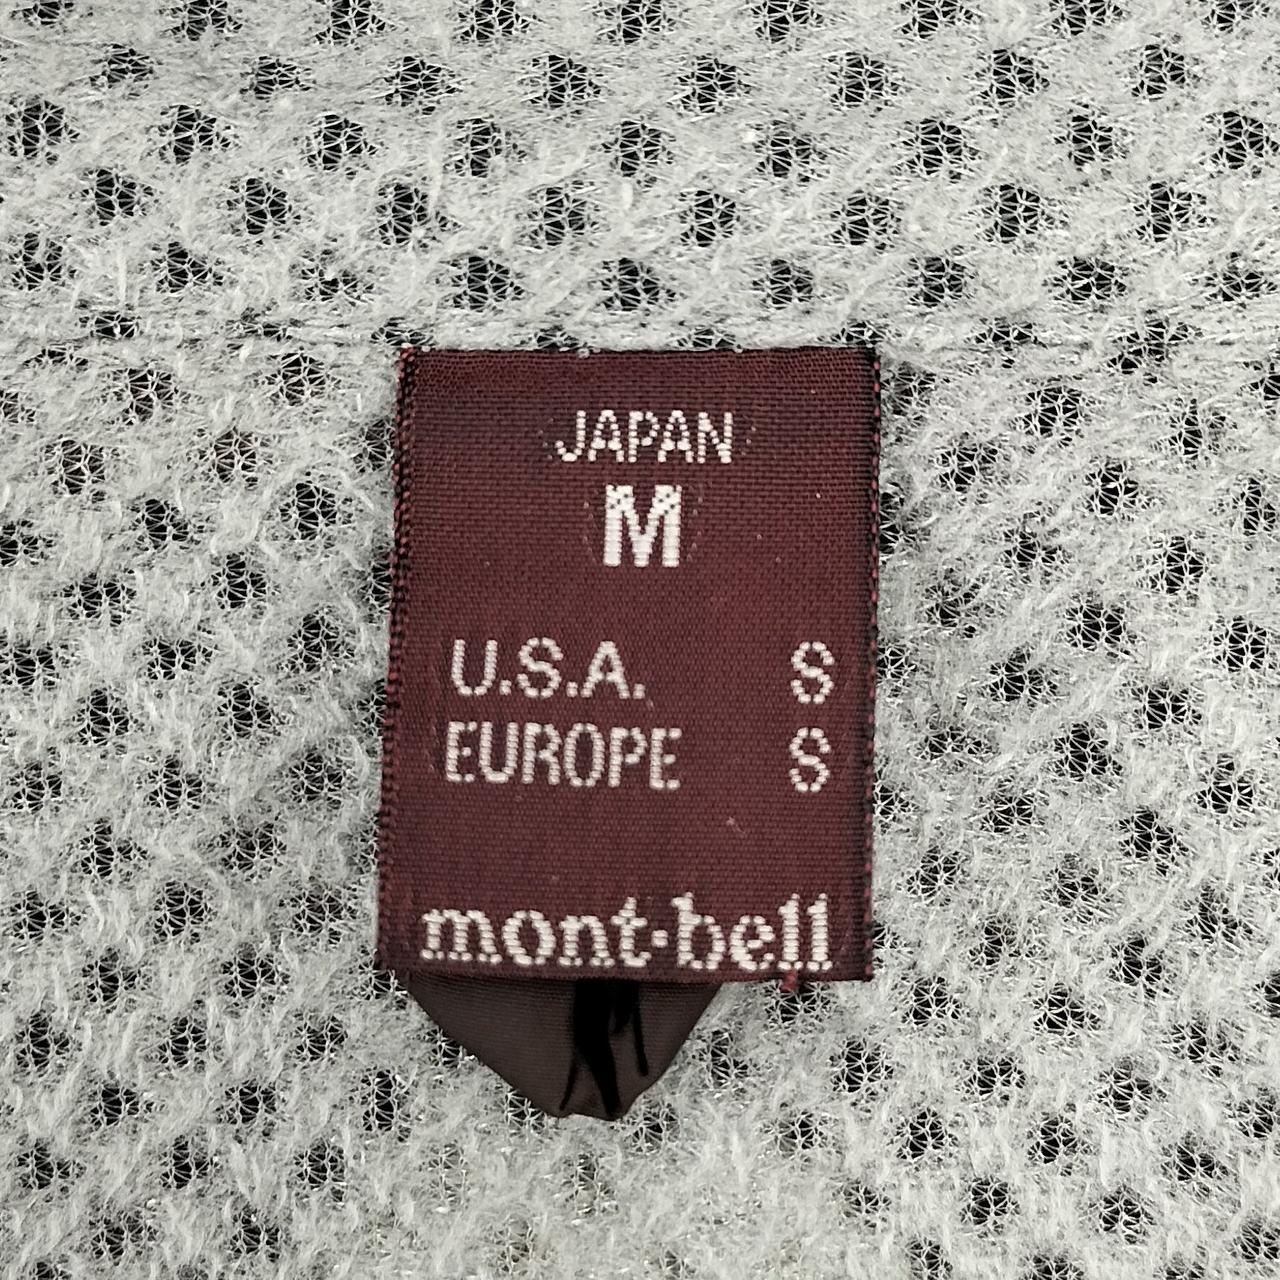 JAPAN
M
U.S.A. S
EUROPE S
mont·bell